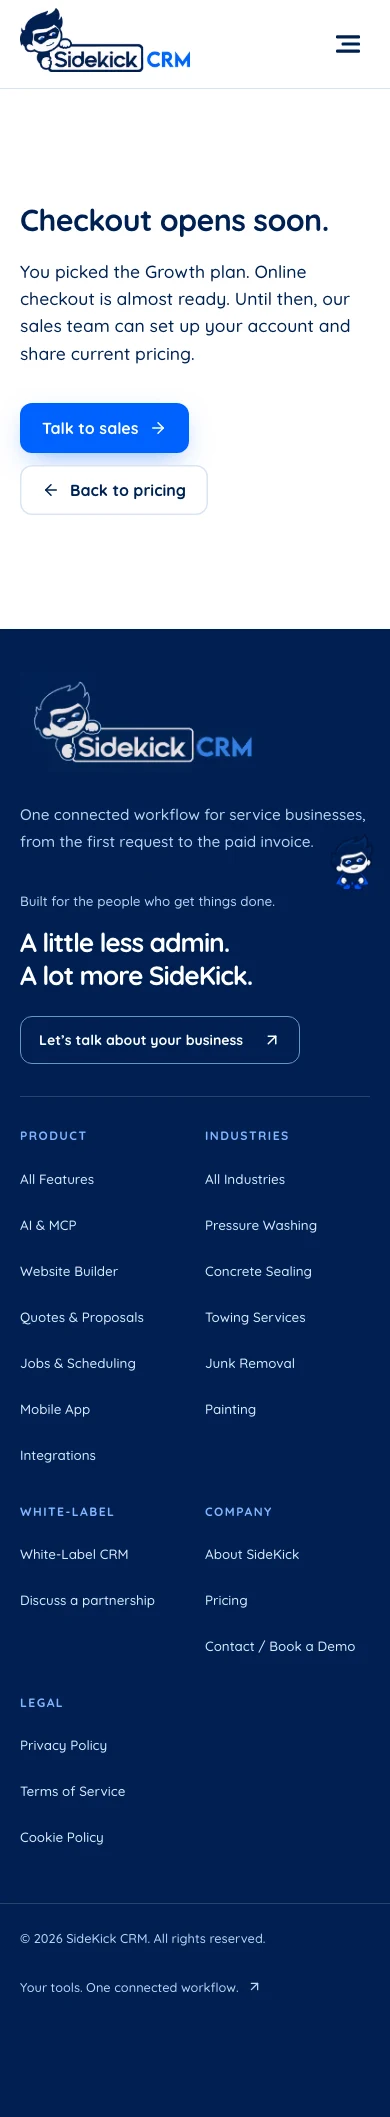 Sidekick CRM
Checkout opens soon.
You picked the Growth plan. Online
checkout is almost ready. Until then, our
sales team can set up your account and
share current pricing.
Talk to sales →
← Back to pricing
Sidekick CRM
One connected workflow for service businesses,
from the first request to the paid invoice.
Built for the people who get things done.
A little less admin.
A lot more SideKick.
Let’s talk about your business ↗
PRODUCT
All Features
AI & MCP
Website Builder
Quotes & Proposals
Jobs & Scheduling
Mobile App
Integrations
INDUSTRIES
All Industries
Pressure Washing
Concrete Sealing
Towing Services
Junk Removal
Painting
WHITE-LABEL
White-Label CRM
Discuss a partnership
COMPANY
About SideKick
Pricing
Contact / Book a Demo
LEGAL
Privacy Policy
Terms of Service
Cookie Policy
© 2026 SideKick CRM. All rights reserved.
Your tools. One connected workflow. ↗